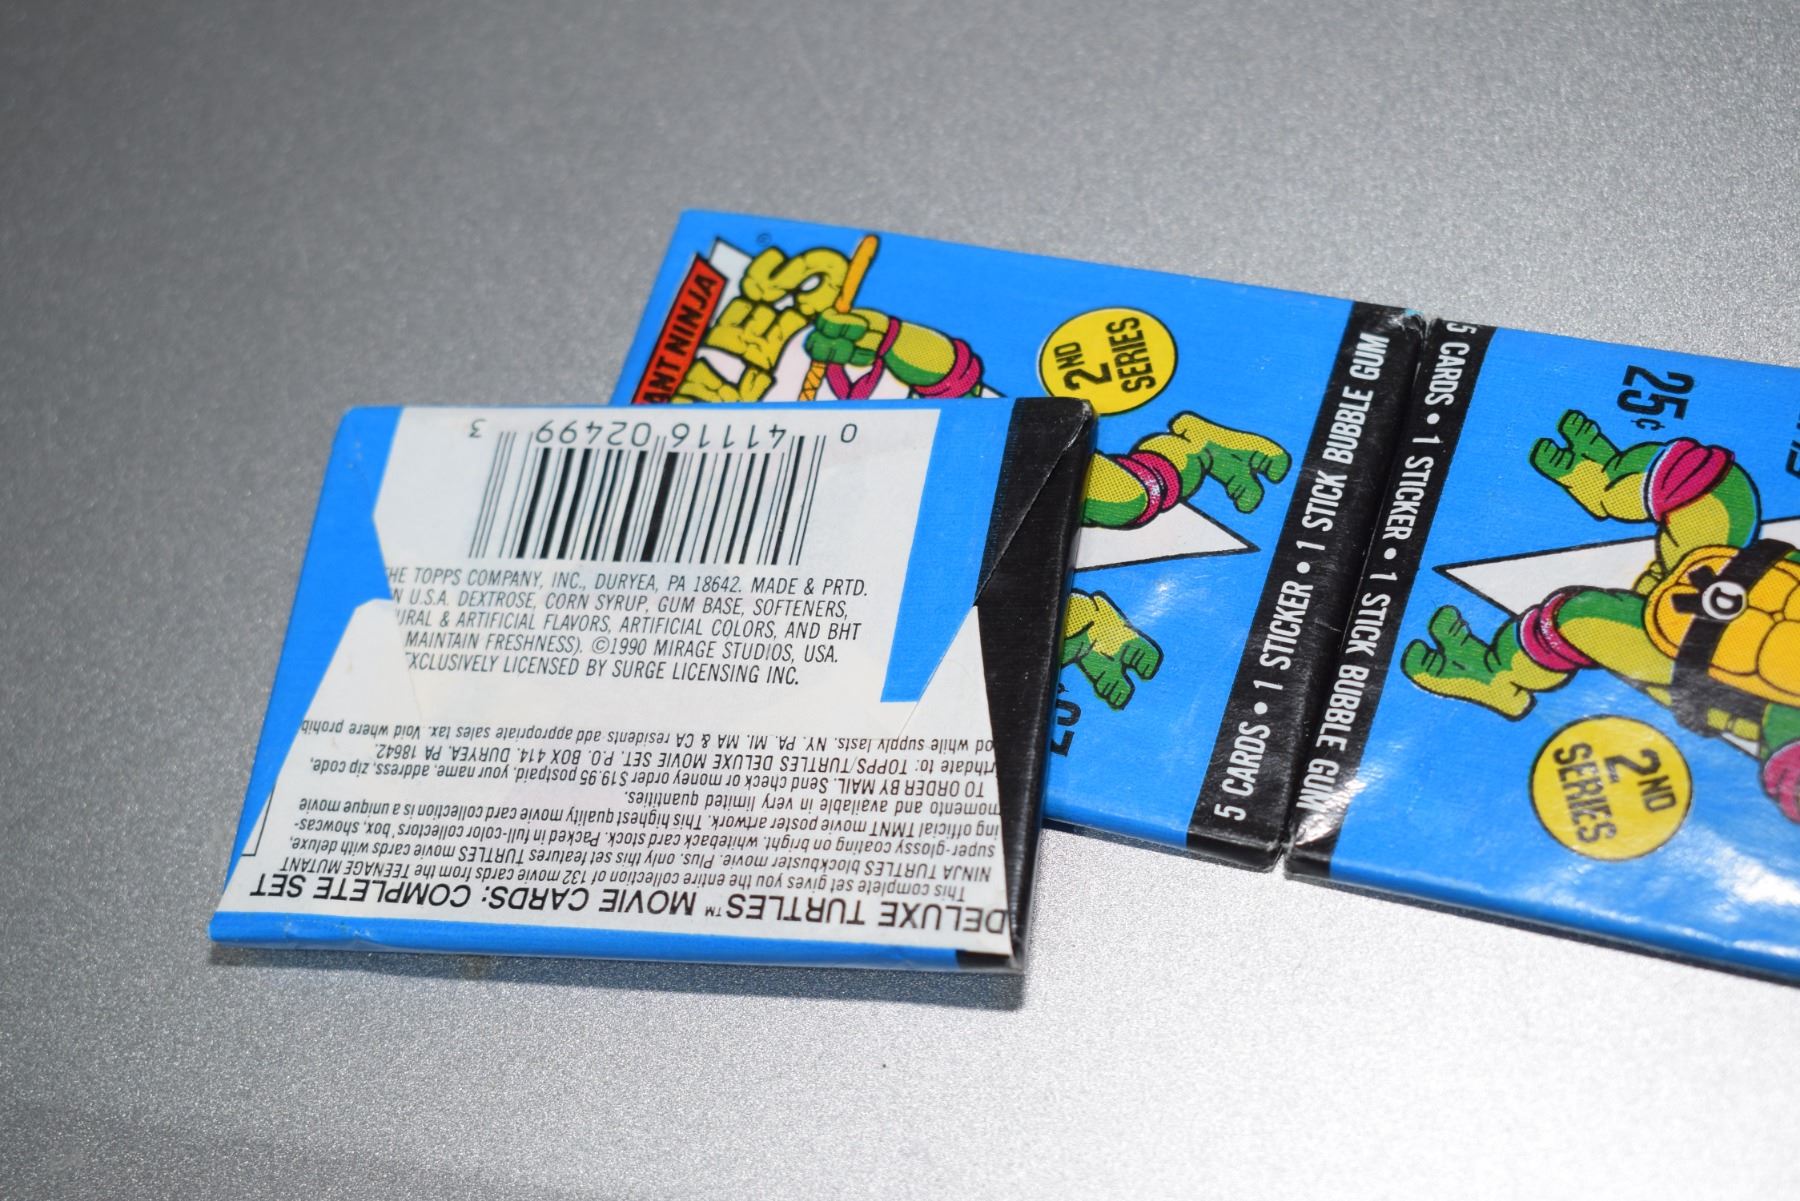 ANT NINJA
LES
®
2ND
SERIES
5 CARDS • 1 STICKER • 1 STICK BUBBLE GUM
5 CARDS • 1 STICKER • 1 STICK BUBBLE GUM
25¢
D
2ND
SERIES
0 41116 02499 3
HE TOPPS COMPANY, INC., DURYEA, PA 18642. MADE & PRTD.
N U.S.A. DEXTROSE, CORN SYRUP, GUM BASE, SOFTENERS,
URAL & ARTIFICIAL FLAVORS, ARTIFICIAL COLORS, AND BHT
MAINTAIN FRESHNESS). ©1990 MIRAGE STUDIOS, USA.
XCLUSIVELY LICENSED BY SURGE LICENSING INC.
DELUXE TURTLES™ MOVIE CARDS: COMPLETE SET
This complete set gives you the entire collection of 132 movie cards from the TEENAGE MUTANT
NINJA TURTLES blockbuster movie. Plus, only this set features TURTLES movie cards with deluxe,
super-glossy coating on bright, whiteback card stock. Packed in full-color collectors' box, showcas-
ing official TMNT movie poster artwork. This highest quality movie card collection is a unique movie
momento and available in very limited quantities.
TO ORDER BY MAIL. Send check or money order $19.95 postpaid, your name, address, zip code,
rthdate to: TOPPS/TURTLES DELUXE MOVIE SET, P.O. BOX 414, DURYEA, PA 18642.
od while supply lasts. NY, PA, MI, MA & CA residents add appropriate sales tax. Void where prohib